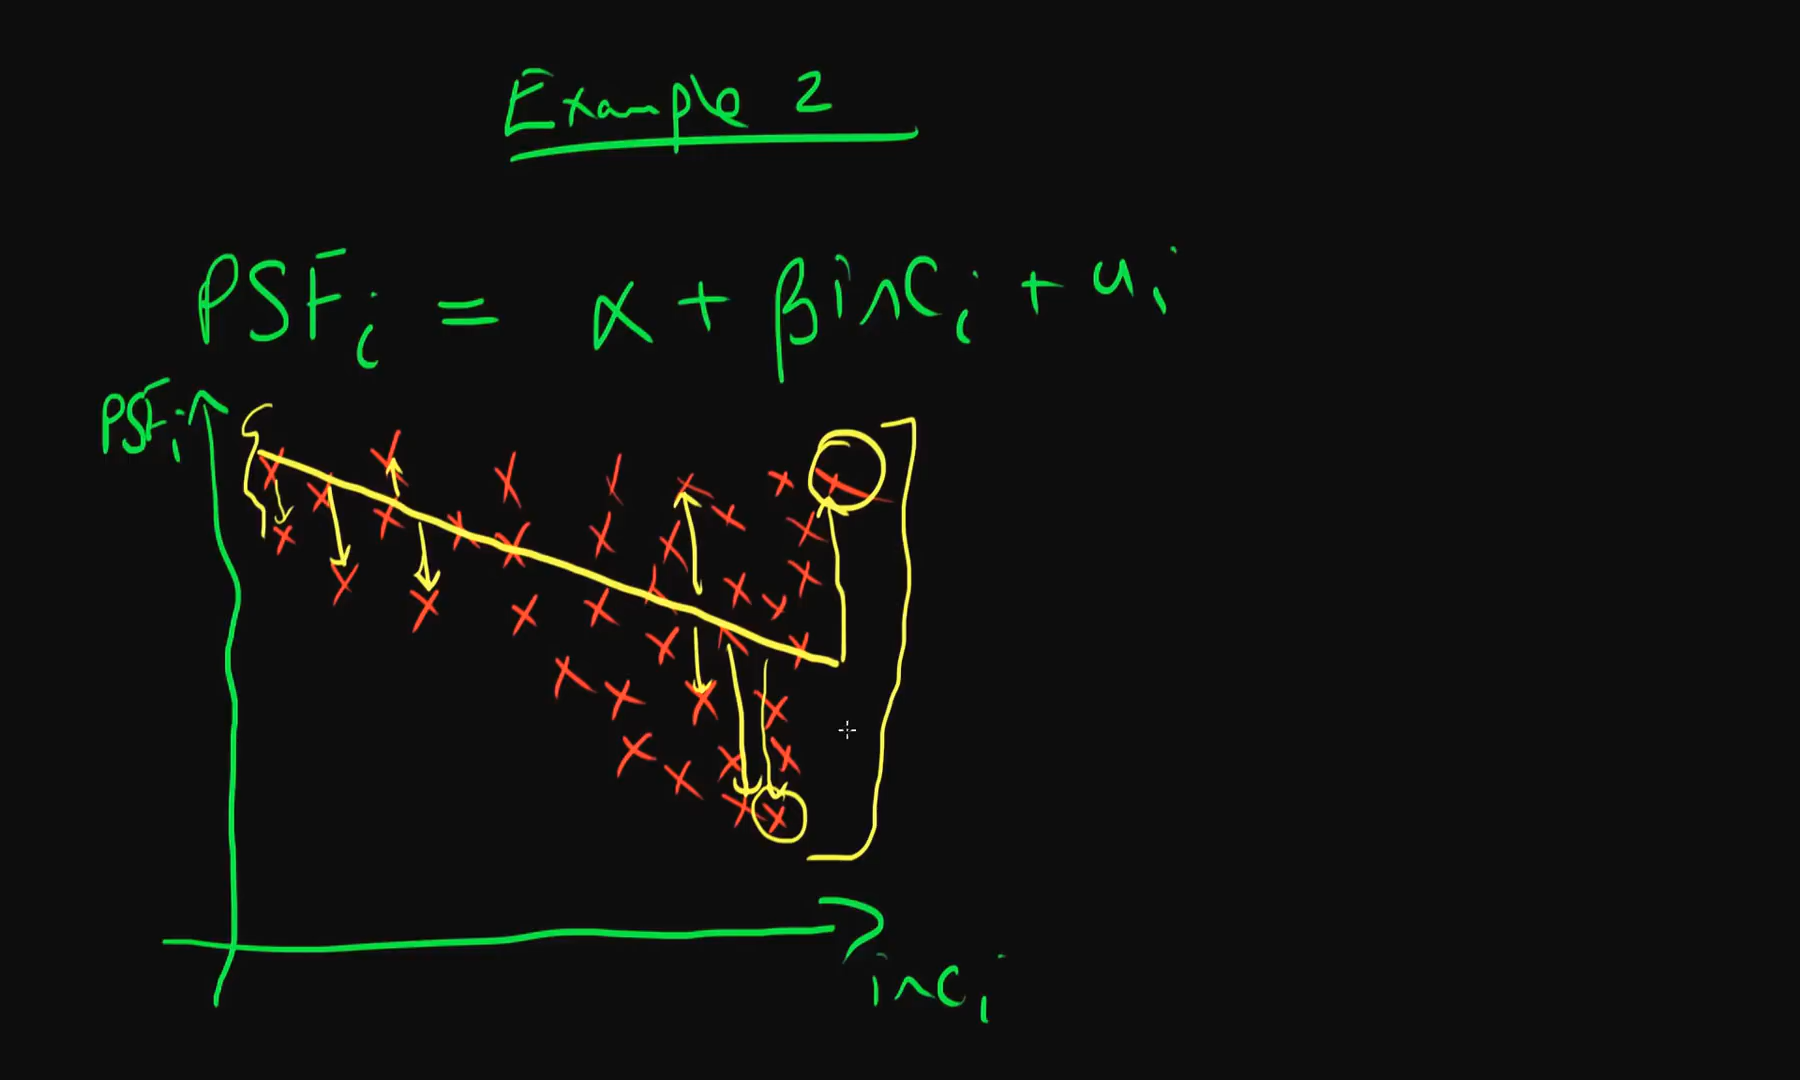 Example 2
PSFᵢ = α + βincᵢ + uᵢ
PSFᵢ
incᵢ